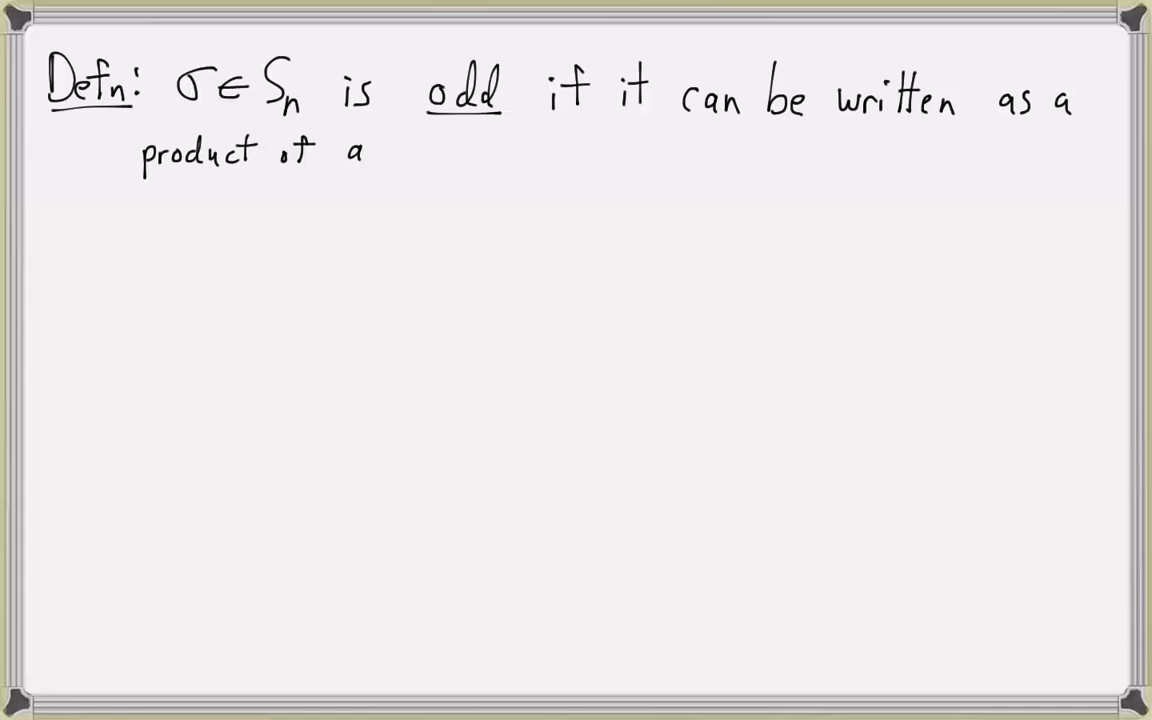 Defn: σ ∈ Sn is odd if it can be written as a
product of a